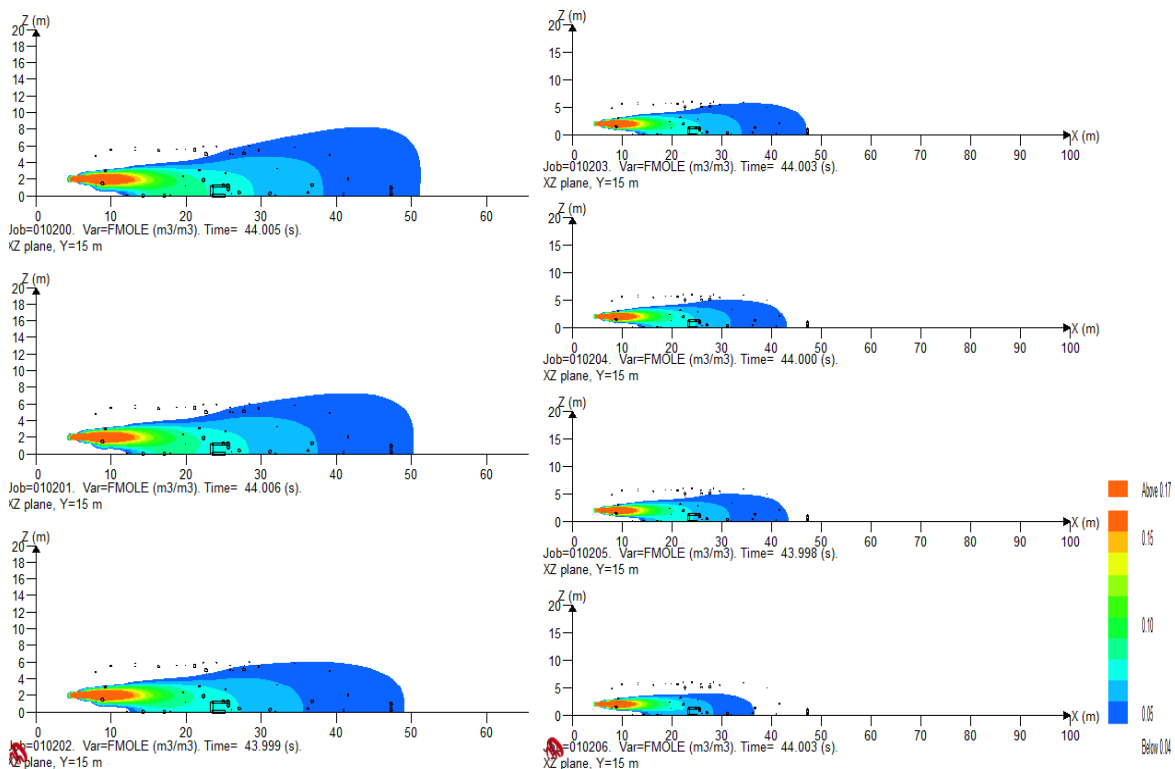 Z (m)
20
18
16
14
12
10
8
6
4
2
0
0 10 20 30 40 50 60
Job=010200. Var=FMOLE (m3/m3). Time= 44.005 (s).
XZ plane, Y=15 m
Z (m)
20
18
16
14
12
10
8
6
4
2
0
0 10 20 30 40 50 60
Job=010201. Var=FMOLE (m3/m3). Time= 44.006 (s).
XZ plane, Y=15 m
Z (m)
20
18
16
14
12
10
8
6
4
2
0
0 10 20 30 40 50 60
Job=010202. Var=FMOLE (m3/m3). Time= 43.999 (s).
XZ plane, Y=15 m
Z (m)
20
15
10
5
0
X (m)
0 10 20 30 40 50 60 70 80 90 100
Job=010203. Var=FMOLE (m3/m3). Time= 44.003 (s).
XZ plane, Y=15 m
Z (m)
20
15
10
5
0
X (m)
0 10 20 30 40 50 60 70 80 90 100
Job=010204. Var=FMOLE (m3/m3). Time= 44.000 (s).
XZ plane, Y=15 m
Z (m)
20
15
10
5
0
X (m)
0 10 20 30 40 50 60 70 80 90 100
Job=010205. Var=FMOLE (m3/m3). Time= 43.998 (s).
XZ plane, Y=15 m
Z (m)
20
15
10
5
0
X (m)
0 10 20 30 40 50 60 70 80 90 100
Job=010206. Var=FMOLE (m3/m3). Time= 44.003 (s).
XZ plane, Y=15 m
Above 0.17
0.15
0.10
0.05
Below 0.04